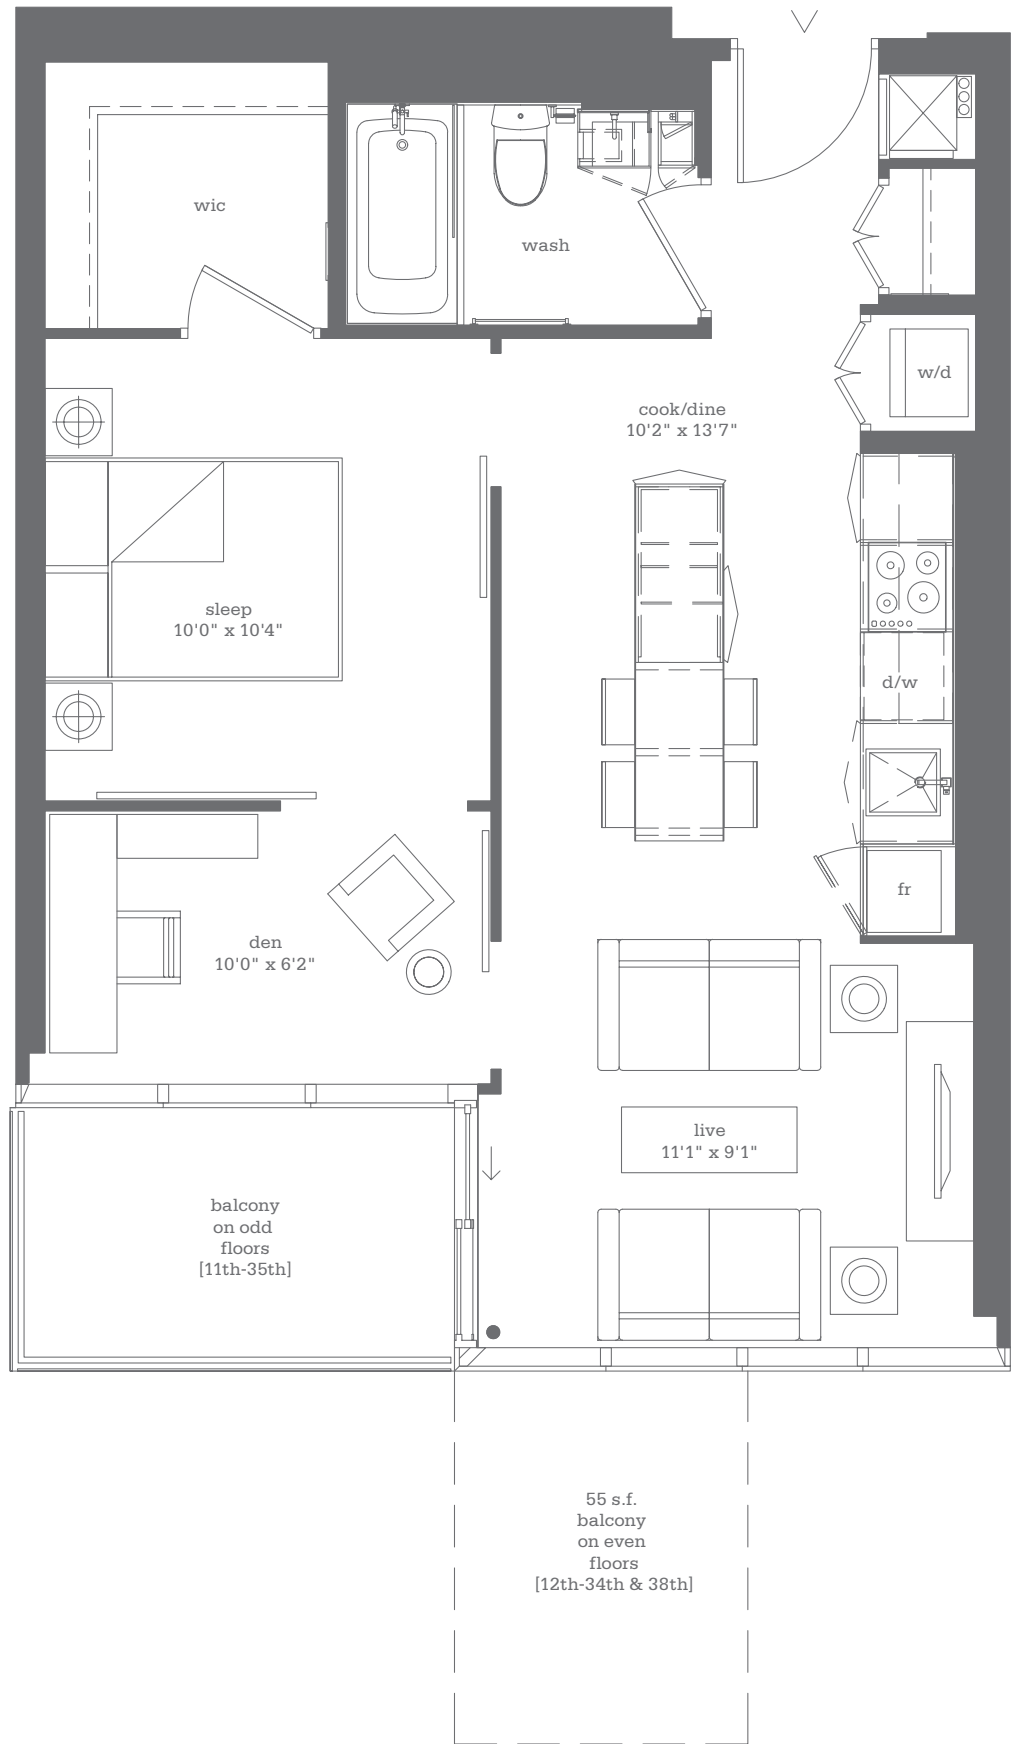 wic
wash
w/d
cook/dine
10'2" x 13'7"
sleep
10'0" x 10'4"
d/w
fr
den
10'0" x 6'2"
live
11'1" x 9'1"
balcony
on odd
floors
[11th-35th]
55 s.f.
balcony
on even
floors
[12th-34th & 38th]